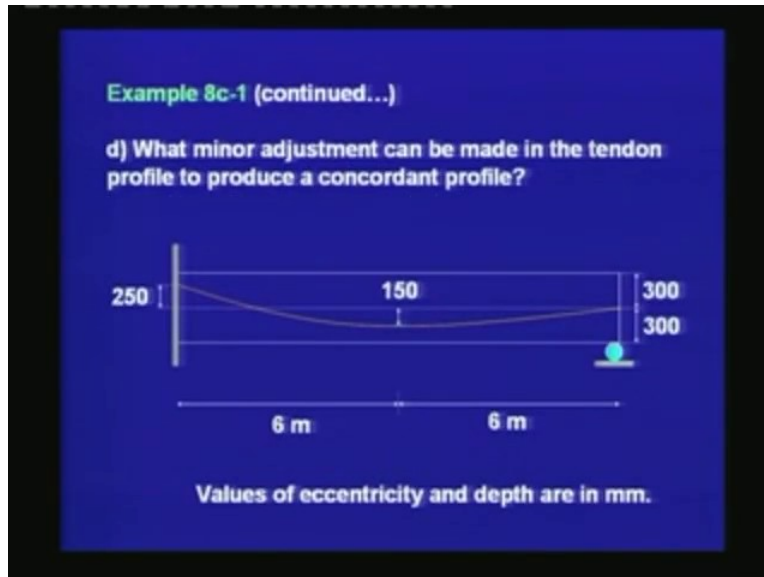 Example 8c-1 (continued...)
d) What minor adjustment can be made in the tendon
profile to produce a concordant profile?
250
150
300
300
6 m
6 m
Values of eccentricity and depth are in mm.